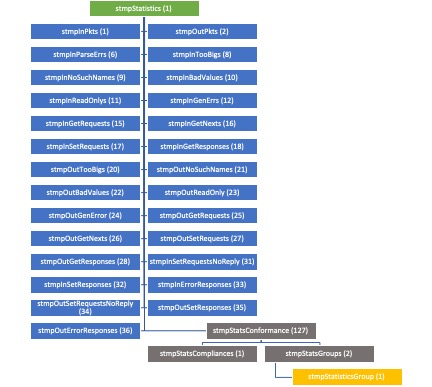 stmpStatistics (1)
stmpInPkts (1)
stmpOutPkts (2)
stmpInParseErrs (6)
stmpInTooBigs (8)
stmpInNoSuchNames (9)
stmpInBadValues (10)
stmpInReadOnlys (11)
stmpInGenErrs (12)
stmpInGetRequests (15)
stmpInGetNexts (16)
stmpInSetRequests (17)
stmpInGetResponses (18)
stmpOutTooBigs (20)
stmpOutNoSuchNames (21)
stmpOutBadValues (22)
stmpOutReadOnly (23)
stmpOutGenError (24)
stmpOutGetRequests (25)
stmpOutGetNexts (26)
stmpOutSetRequests (27)
stmpOutGetResponses (28)
stmpInSetRequestsNoReply (31)
stmpInSetResponses (32)
stmpInErrorResponses (33)
stmpOutSetRequestsNoReply
(34)
stmpOutSetResponses (35)
stmpOutErrorResponses (36)
stmpStatsConformance (127)
stmpStatsCompliances (1)
stmpStatsGroups (2)
stmpStatisticsGroup (1)